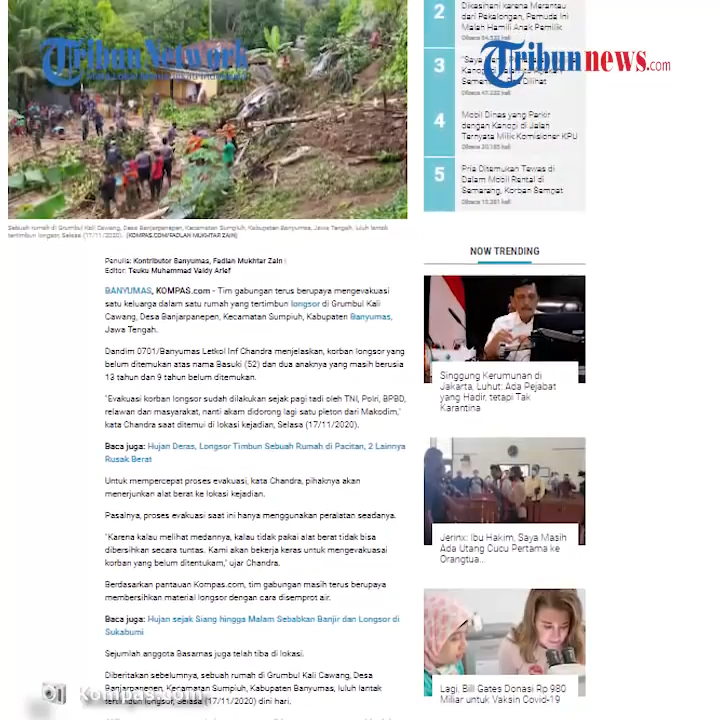 Tribun Network
Tribunnews.com
2
Dikasihani karena Merantau
dari Pekalongan, Pemuda Ini
Malah Hamili Anak Pemilik
3
4
Mobil Dinas yang Parkir
dengan Kanopi di Jalan
Ternyata Milik Komisioner KPU
Dibaca 20.165 kali
5
Pria Ditemukan Tewas di
Dalam Mobil Rental di
Semarang, Korban Sempat
Sebuah rumah di Grumbul Kali Cawang, Desa Banjarpanepen, Kecamatan Sumpiuh, Kabupaten Banyumas, Jawa Tengah, luluh lantak
tertimbun longsor, Selasa (17/11/2020). (KOMPAS.COM/FADLAN MUKHTAR ZAIN)
NOW TRENDING
Penulis: Kontributor Banyumas, Fadlan Mukhtar Zain |
Editor: Teuku Muhammad Valdy Arief
BANYUMAS, KOMPAS.com - Tim gabungan terus berupaya mengevakuasi
satu keluarga dalam satu rumah yang tertimbun longsor di Grumbul Kali
Cawang, Desa Banjarpanepen, Kecamatan Sumpiuh, Kabupaten Banyumas,
Jawa Tengah.
Dandim 0701/Banyumas Letkol Inf Chandra menjelaskan, korban longsor yang
belum ditemukan atas nama Basuki (52) dan dua anaknya yang masih berusia
13 tahun dan 9 tahun belum ditemukan.
"Evakuasi korban longsor sudah dilakukan sejak pagi tadi oleh TNI, Polri, BPBD,
relawan dan masyarakat, nanti akam didorong lagi satu pleton dari Makodim,"
kata Chandra saat ditemui di lokasi kejadian, Selasa (17/11/2020).
Baca juga: Hujan Deras, Longsor Timbun Sebuah Rumah di Pacitan, 2 Lainnya
Rusak Berat
Untuk mempercepat proses evakuasi, kata Chandra, pihaknya akan
menerjunkan alat berat ke lokasi kejadian.
Pasalnya, proses evakuasi saat ini hanya menggunakan peralatan seadanya.
"Karena kalau melihat medannya, kalau tidak pakai alat berat tidak bisa
dibersihkan secara tuntas. Kami akan bekerja keras untuk mengevakuasai
korban yang belum ditentukam," ujar Chandra.
Berdasarkan pantauan Kompas.com, tim gabungan masih terus berupaya
membersihkan material longsor dengan cara disemprot air.
Baca juga: Hujan sejak Siang hingga Malam Sebabkan Banjir dan Longsor di
Sukabumi
Sejumlah anggota Basarnas juga telah tiba di lokasi.
Diberitakan sebelumnya, sebuah rumah di Grumbul Kali Cawang, Desa
Banjarpanepen, Kecamatan Sumpiuh, Kabupaten Banyumas, luluh lantak
tertimbun longsor, Selasa (17/11/2020) dini hari.
Singgung Kerumunan di
Jakarta, Luhut: Ada Pejabat
yang Hadir, tetapi Tak
Karantina
Jerinx: Ibu Hakim, Saya Masih
Ada Utang Cucu Pertama ke
Orangtua...
Lagi, Bill Gates Donasi Rp 980
Miliar untuk Vaksin Covid-19
Kompas.com